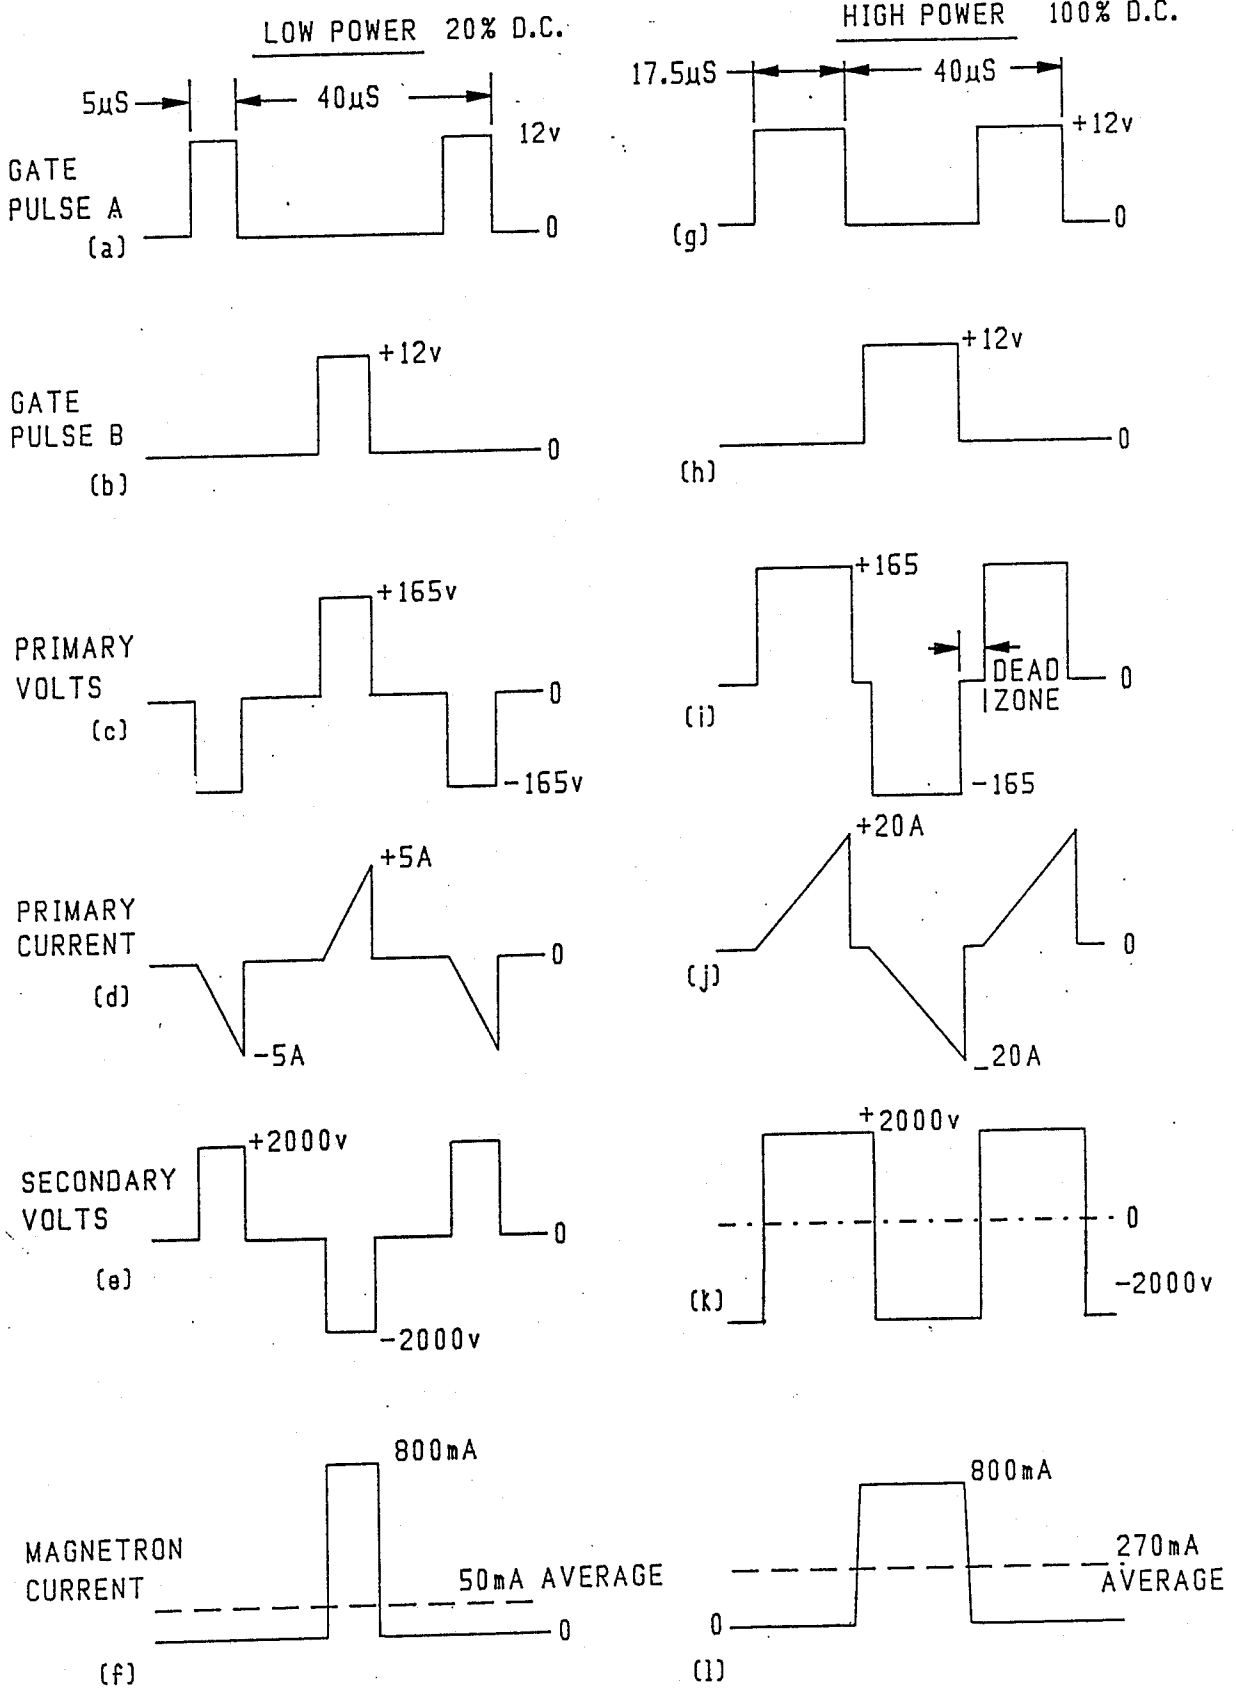 LOW POWER 20% D.C.
HIGH POWER 100% D.C.
5µS
40µS
17.5µS
40µS
GATE
PULSE A
(a)
12v
0
(g)
+12v
0
GATE
PULSE B
(b)
+12v
0
(h)
+12v
0
PRIMARY
VOLTS
(c)
+165v
0
-165v
(i)
+165
DEAD
ZONE
0
-165
PRIMARY
CURRENT
(d)
+5A
0
-5A
(j)
+20A
0
_20A
SECONDARY
VOLTS
(e)
+2000v
0
-2000v
(k)
+2000v
0
-2000v
MAGNETRON
CURRENT
(f)
800mA
50mA AVERAGE
0
(l)
800mA
270mA
AVERAGE
0